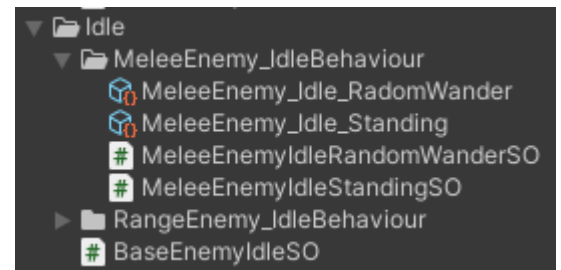 Idle
MeleeEnemy_IdleBehaviour
MeleeEnemy_Idle_RadomWander
MeleeEnemy_Idle_Standing
# MeleeEnemyIdleRandomWanderSO
# MeleeEnemyIdleStandingSO
RangeEnemy_IdleBehaviour
# BaseEnemyIdleSO